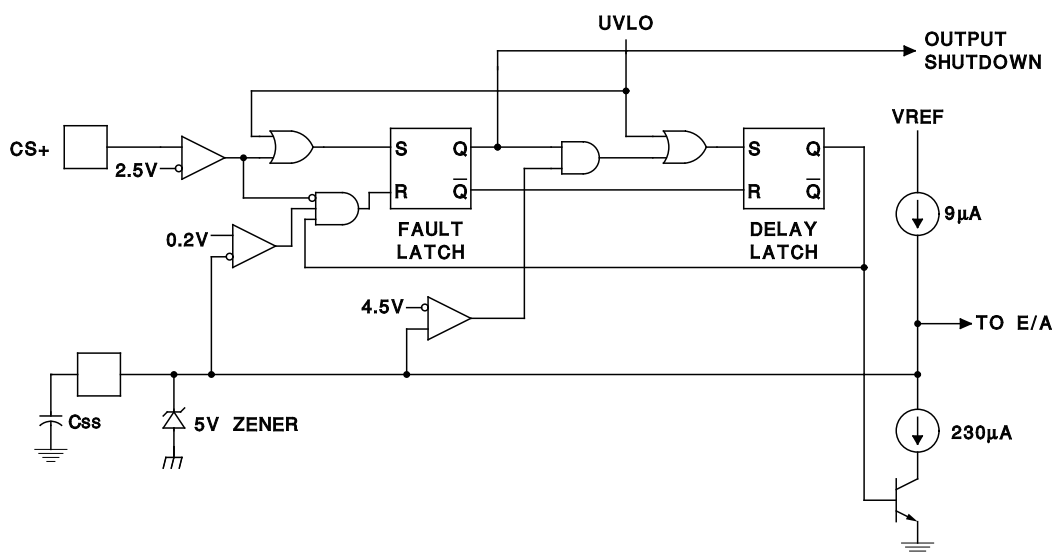 UVLO
OUTPUT
SHUTDOWN
VREF
CS+
2.5V
S
Q
R
Q̅
FAULT
LATCH
S
Q
R
Q̅
DELAY
LATCH
9µA
0.2V
4.5V
TO E/A
Css
5V ZENER
230µA